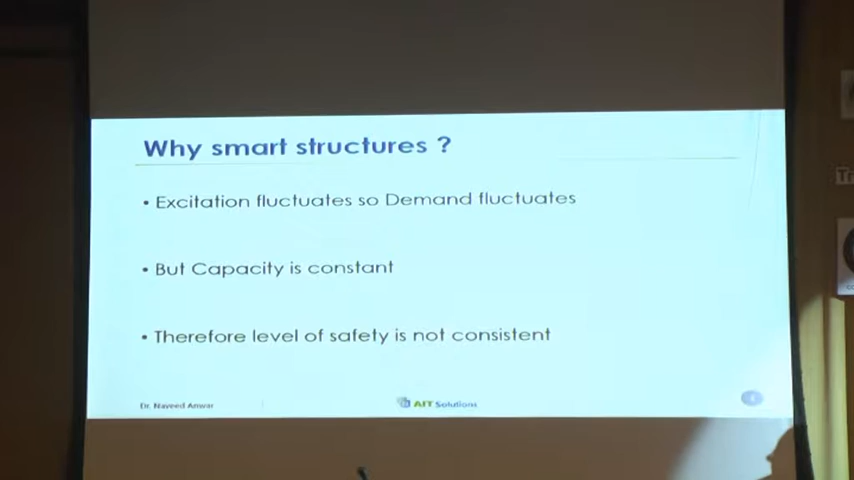 Why smart structures ?
• Excitation fluctuates so Demand fluctuates
• But Capacity is constant
• Therefore level of safety is not consistent
Dr. Naveed Anwar
AIT Solutions